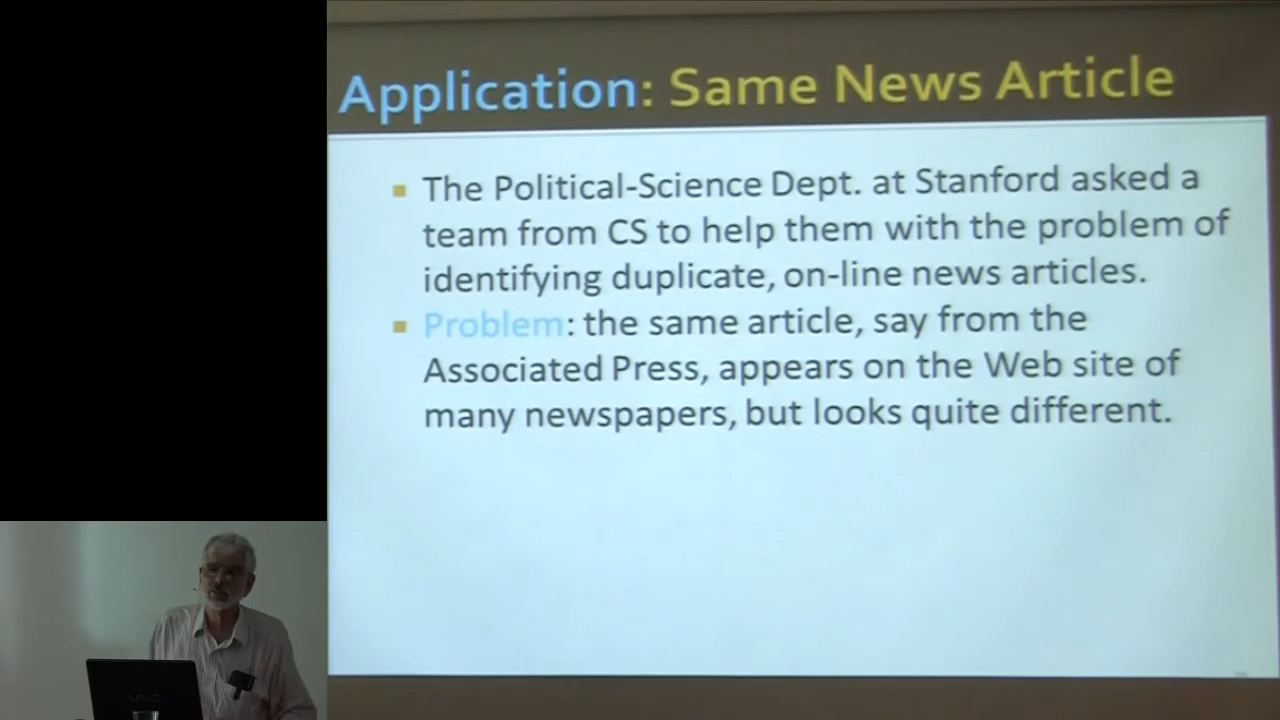 Application: Same News Article
The Political-Science Dept. at Stanford asked a
team from CS to help them with the problem of
identifying duplicate, on-line news articles.
Problem: the same article, say from the
Associated Press, appears on the Web site of
many newspapers, but looks quite different.
VAIO